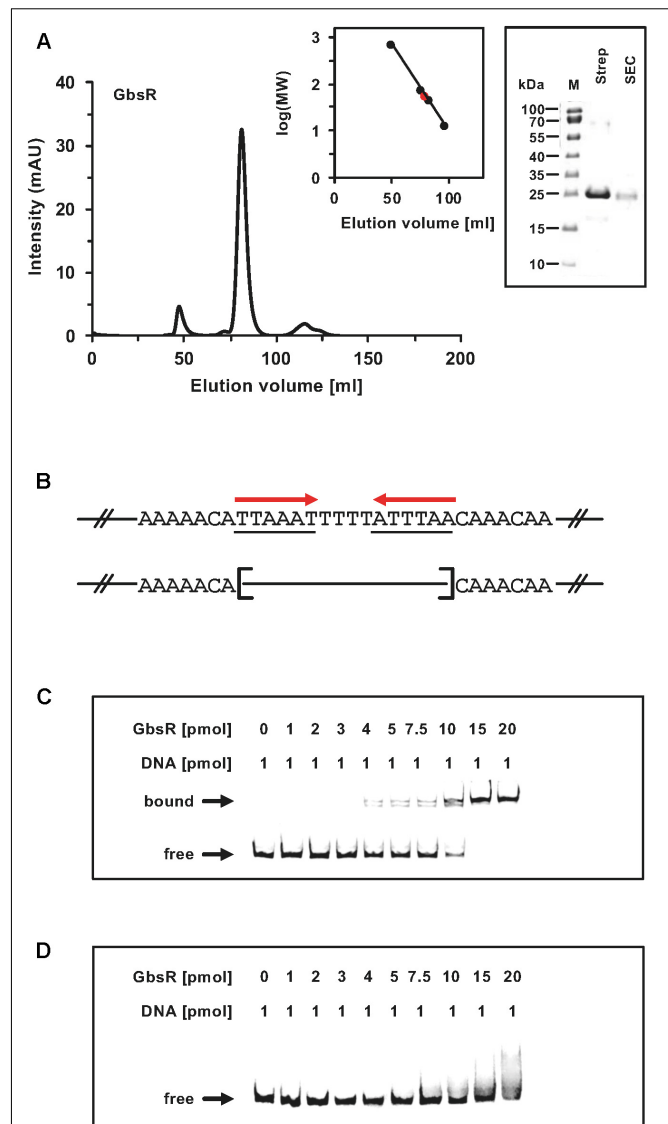 A
GbsR
Intensity (mAU)
40
30
20
10
0
0
50
100
150
200
Elution volume [ml]
log(MW)
3
2
1
0
0
50
100
Elution volume [ml]
kDa
M
Strep
SEC
100
70
55
40
35
25
15
10
B
AAAAACATTAAATTTTTATTTAACAAACAA
AAAAACA[ ]CAAACAA
C
GbsR [pmol] 0 1 2 3 4 5 7.5 10 15 20
DNA [pmol] 1 1 1 1 1 1 1 1 1 1
bound
free
D
GbsR [pmol] 0 1 2 3 4 5 7.5 10 15 20
DNA [pmol] 1 1 1 1 1 1 1 1 1 1
free